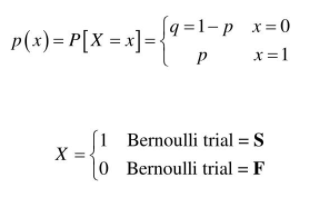 p(x) = P[X = x] = { q = 1 − p   x = 0
p   x = 1
X = { 1   Bernoulli trial = S
0   Bernoulli trial = F